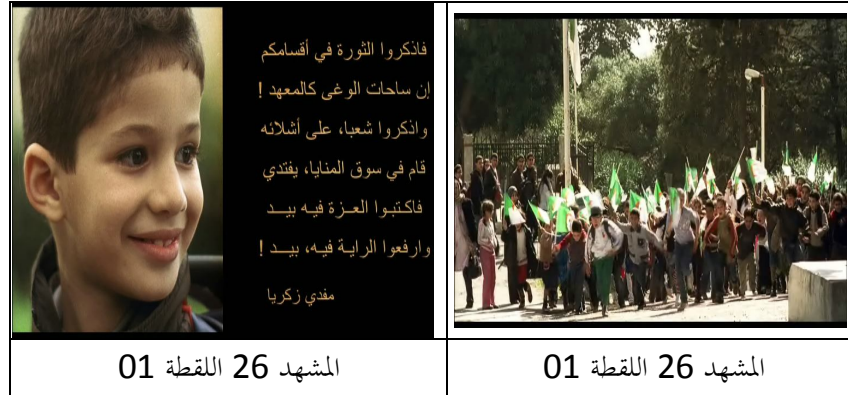 فاذكروا الثورة في أقسامكم
إن ساحات الوغى كالمعهد !
واذكروا شعبا، على أشلائه
قام في سوق المنايا، يفتدي
فاكتبوا العزة فيه بيد
وارفعوا الراية فيه، بيد !
مفدي زكريا
المشهد 26 اللقطة 01
المشهد 26 اللقطة 01